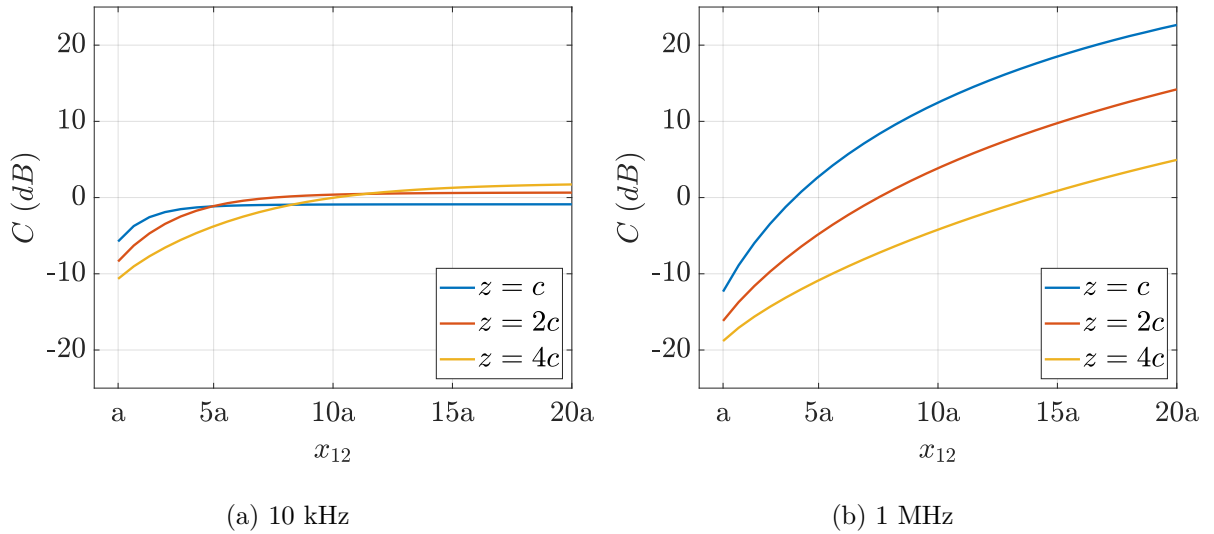 20
10
0
-10
-20
C (dB)
a 5a 10a 15a 20a
x₁₂
z = c
z = 2c
z = 4c
(a) 10 kHz
20
10
0
-10
-20
C (dB)
a 5a 10a 15a 20a
x₁₂
z = c
z = 2c
z = 4c
(b) 1 MHz